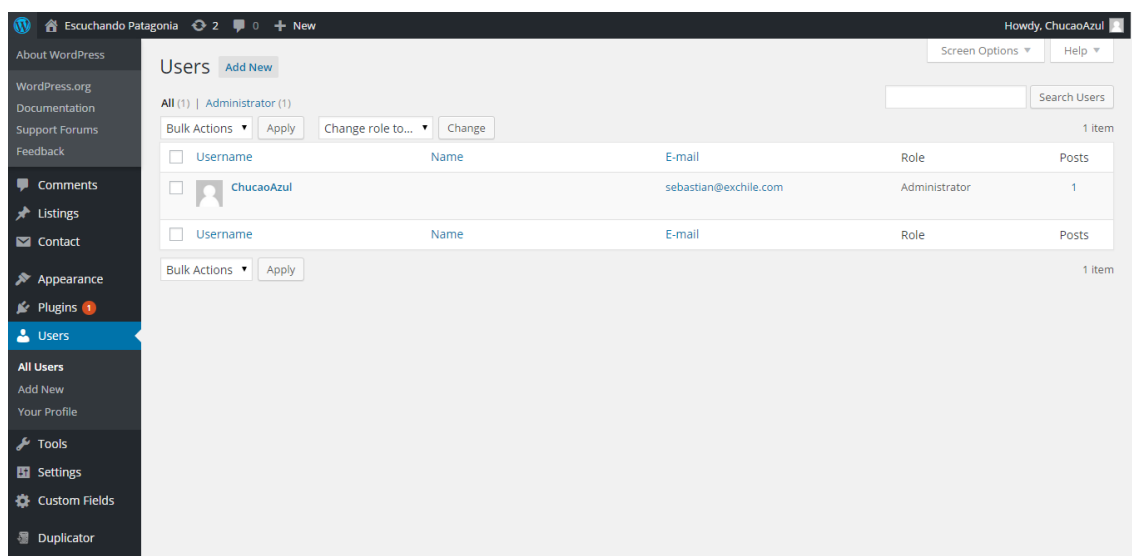 Escuchando Patagonia 2 0 + New Howdy, ChucaoAzul
About WordPress
WordPress.org
Documentation
Support Forums
Feedback
Comments
Listings
Contact
Appearance
Plugins 1
Users
All Users
Add New
Your Profile
Tools
Settings
Custom Fields
Duplicator
Screen Options ▼ Help ▼
Users Add New
All (1) | Administrator (1)
Search Users
Bulk Actions ▼ Apply Change role to... ▼ Change 1 item
Username Name E-mail Role Posts
ChucaoAzul sebastian@exchile.com Administrator 1
Username Name E-mail Role Posts
Bulk Actions ▼ Apply 1 item